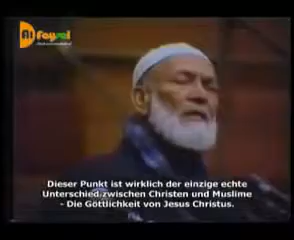 Al
faysal
Dieser Punkt ist wirklich der einzige echte
Unterschied zwischen Christen und Muslime
- Die Göttlichkeit von Jesus Christus.